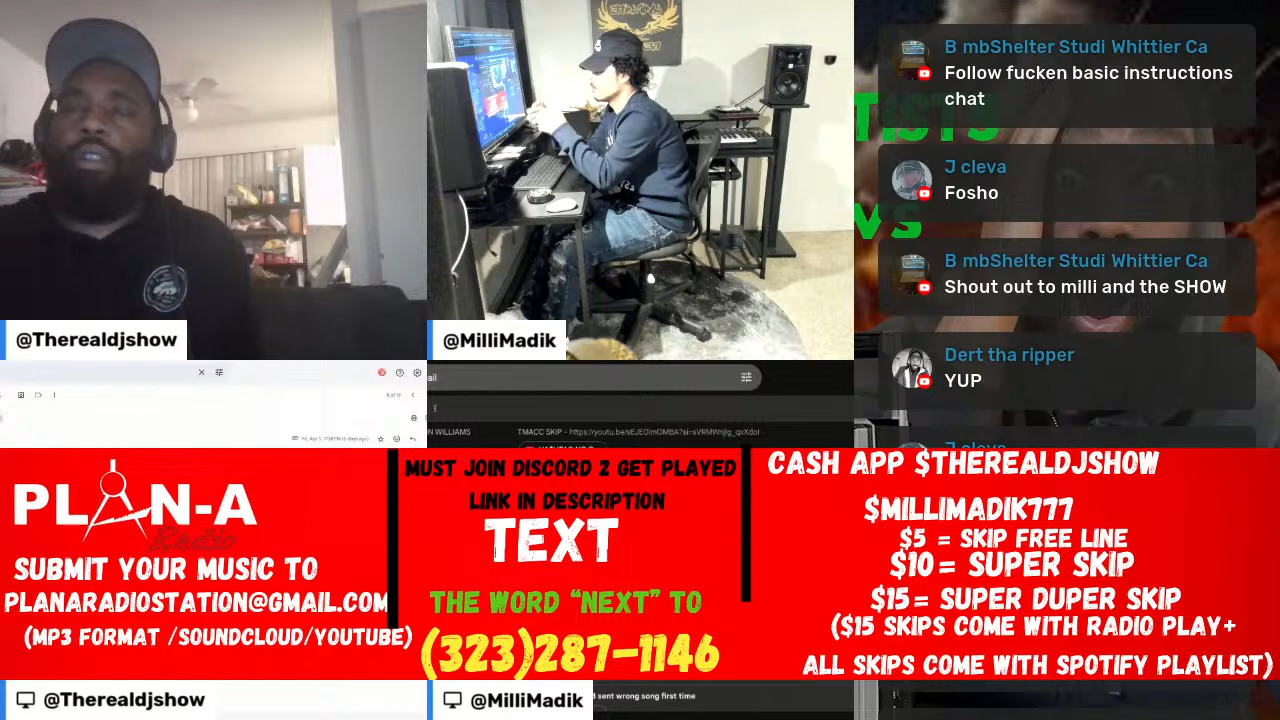 B mbShelter Studi Whittier Ca
Follow fucken basic instructions
chat
J cleva
Fosho
B mbShelter Studi Whittier Ca
Shout out to milli and the SHOW
Dert tha ripper
YUP
J cleva
@Therealdjshow
@MilliMadik
TMACC SKIP - https://youtu.be/
PLAN-A
Radio
SUBMIT YOUR MUSIC TO
PLANARADIOSTATION@GMAIL.COM
(MP3 FORMAT /SOUNDCLOUD/YOUTUBE)
MUST JOIN DISCORD 2 GET PLAYED
LINK IN DESCRIPTION
TEXT
THE WORD “NEXT” TO
(323)287-1146
CASH APP $THEREALDJSHOW
$MILLIMADIK777
$5 = SKIP FREE LINE
$10 = SUPER SKIP
$15 = SUPER DUPER SKIP
($15 SKIPS COME WITH RADIO PLAY+
ALL SKIPS COME WITH SPOTIFY PLAYLIST)
@Therealdjshow
@MilliMadik
sent wrong song first time